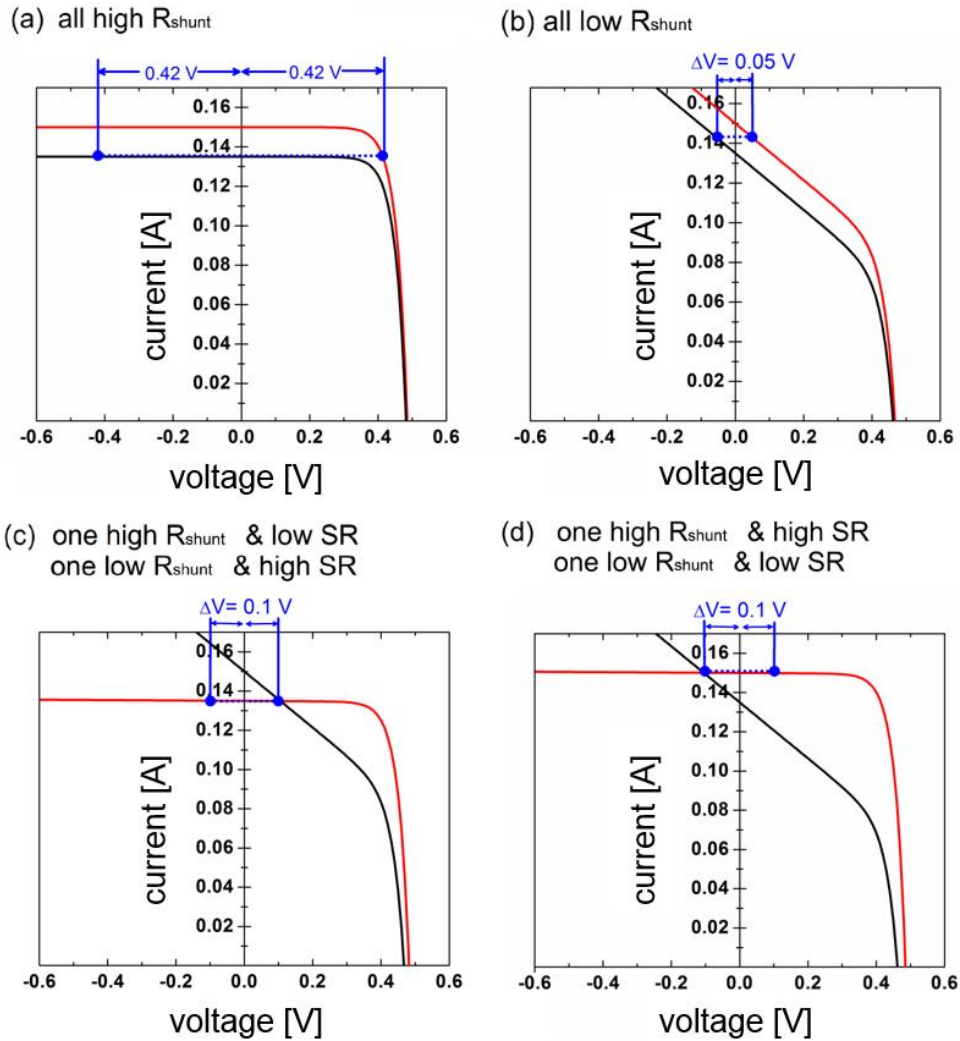 (a) all high Rshunt
0.42 V 0.42 V
0.16
0.14
0.12
0.10
0.08
0.06
0.04
0.02
current [A]
-0.6 -0.4 -0.2 0.0 0.2 0.4 0.6
voltage [V]
(b) all low Rshunt
ΔV= 0.05 V
0.16
0.14
0.12
0.10
0.08
0.06
0.04
0.02
current [A]
-0.6 -0.4 -0.2 0.0 0.2 0.4 0.6
voltage [V]
(c) one high Rshunt & low SR
one low Rshunt & high SR
ΔV= 0.1 V
0.16
0.14
0.12
0.10
0.08
0.06
0.04
0.02
current [A]
-0.6 -0.4 -0.2 0.0 0.2 0.4 0.6
voltage [V]
(d) one high Rshunt & high SR
one low Rshunt & low SR
ΔV= 0.1 V
0.16
0.14
0.12
0.10
0.08
0.06
0.04
0.02
current [A]
-0.6 -0.4 -0.2 0.0 0.2 0.4 0.6
voltage [V]